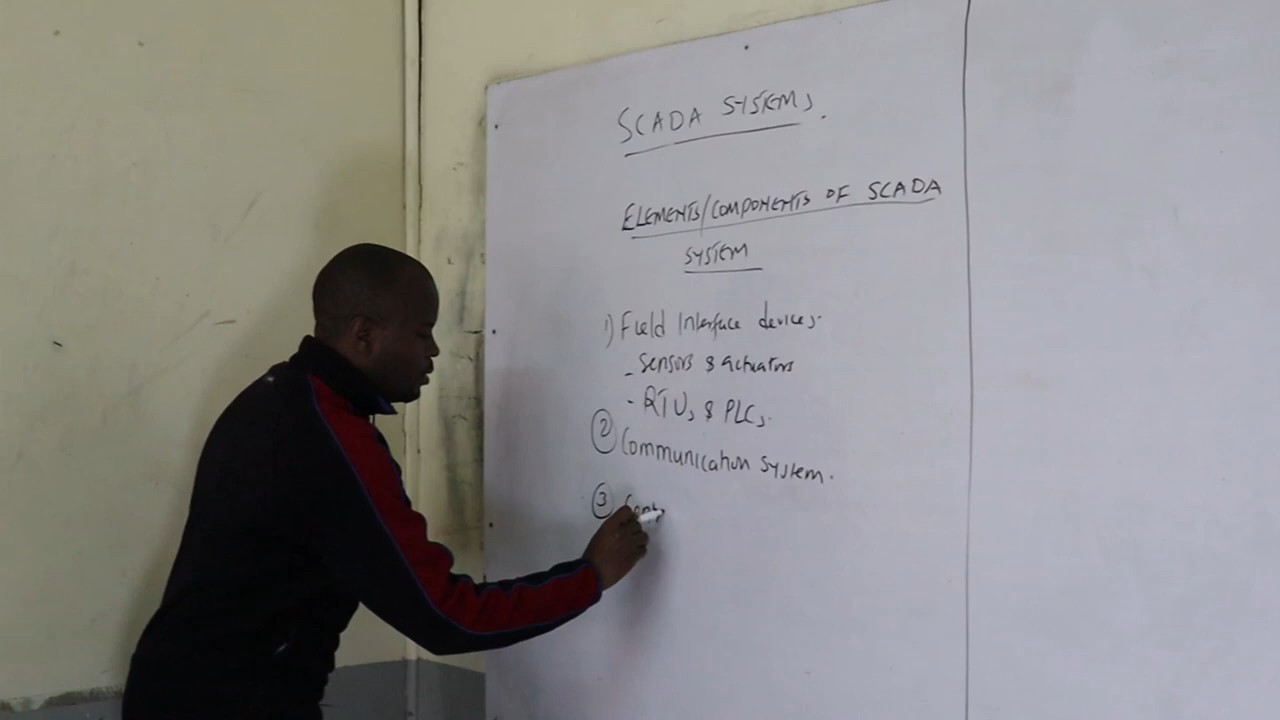 SCADA SYSTEMS.
ELEMENTS/COMPONENTS OF SCADA
SYSTEM
1) Field Interface devices.
- Sensors & actuators
- RTUs & PLCs.
② Communication System.
③